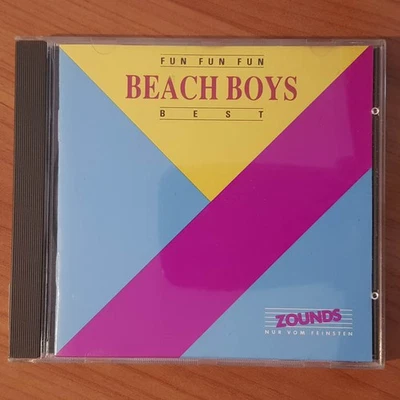 FUN FUN FUN
BEACH BOYS
BEST
ZOUNDS
NUR VOM FEINSTEN